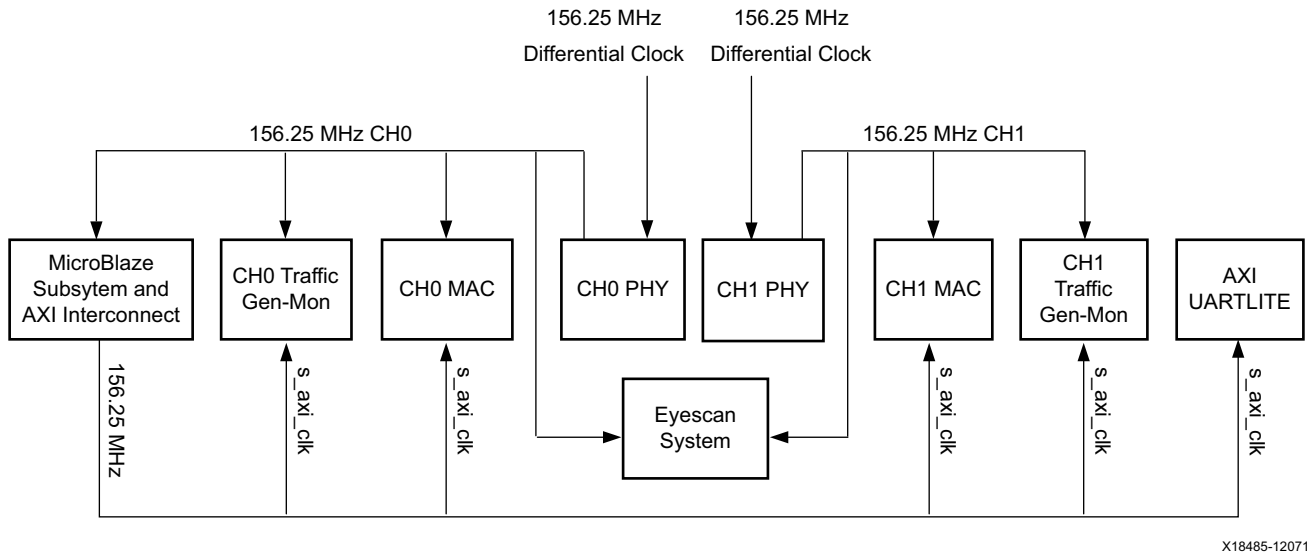 156.25 MHz
Differential Clock
156.25 MHz
Differential Clock
156.25 MHz CH0
156.25 MHz CH1
MicroBlaze
Subsytem and
AXI Interconnect
CH0 Traffic
Gen-Mon
CH0 MAC
CH0 PHY
CH1 PHY
CH1 MAC
CH1
Traffic
Gen-Mon
AXI
UARTLITE
156.25 MHz
s_axi_clk
s_axi_clk
Eyescan
System
s_axi_clk
s_axi_clk
s_axi_clk
X18485-12071